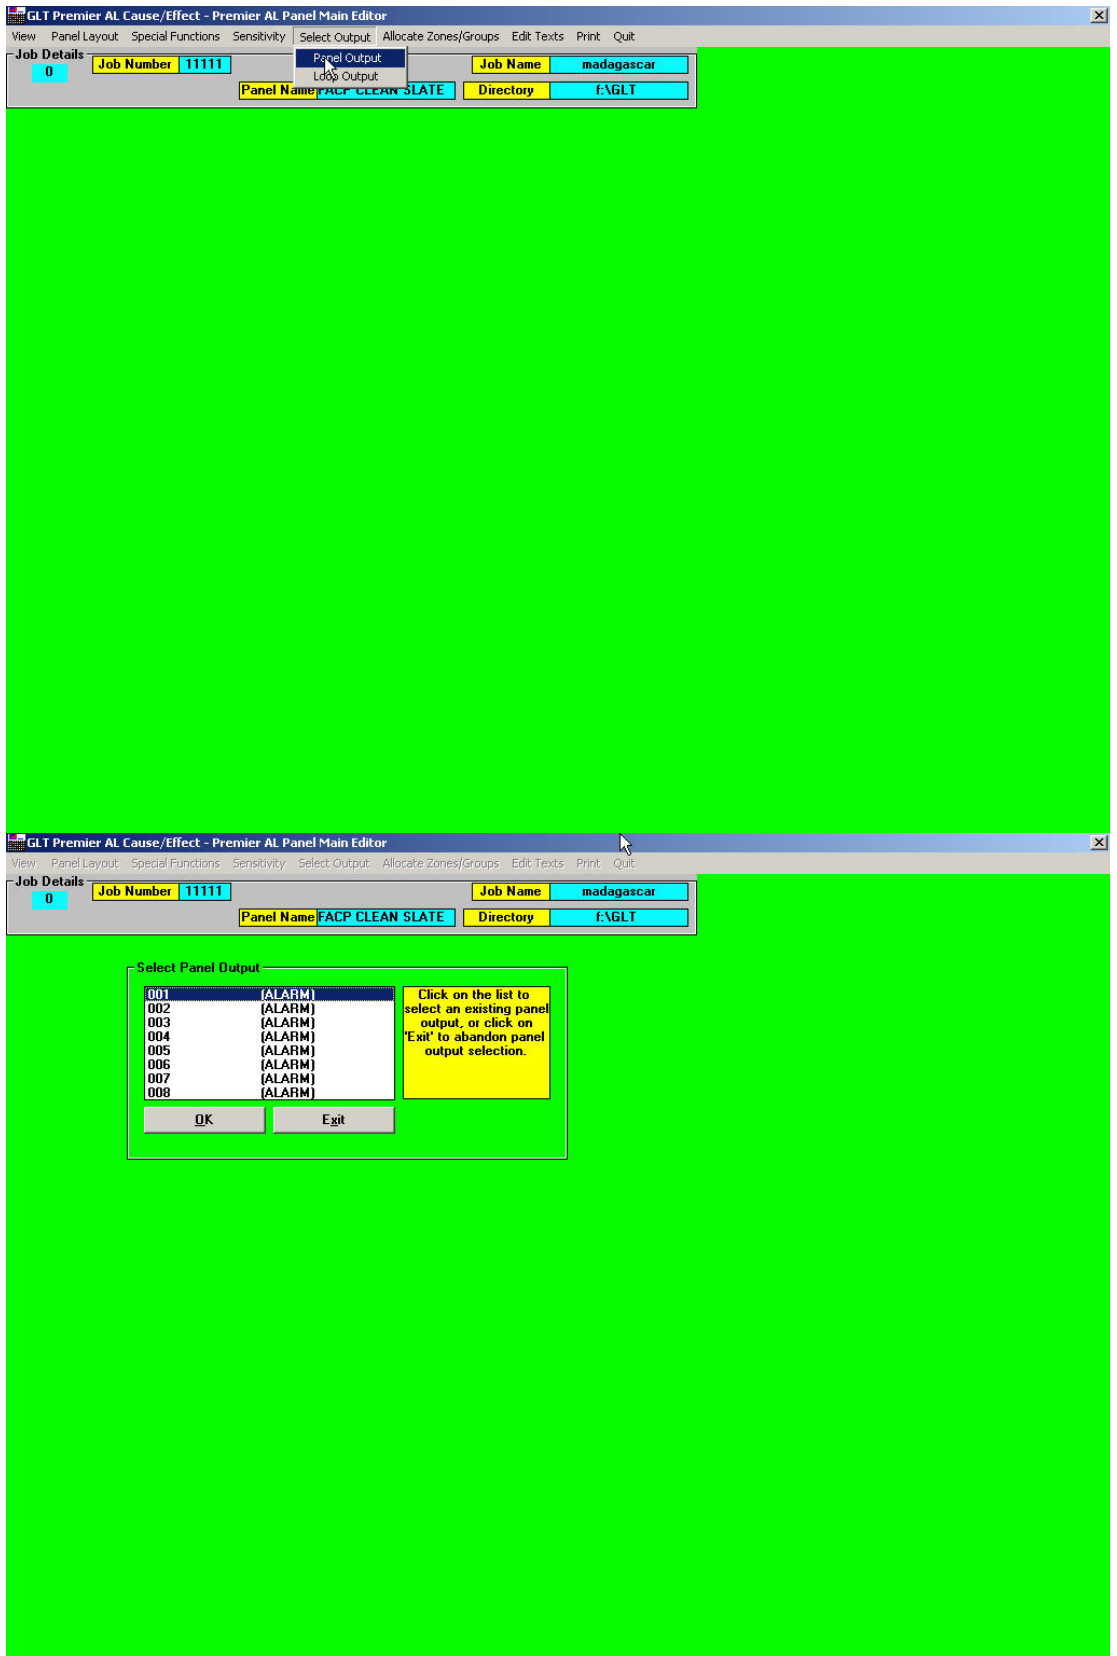 GLT Premier AL Cause/Effect - Premier AL Panel Main Editor
View Panel Layout Special Functions Sensitivity Select Output Allocate Zones/Groups Edit Texts Print Quit
Job Details
0
Job Number 11111
Panel Output
Loop Output
Job Name madagascar
Panel Name FACP CLEAN SLATE
Directory f:\GLT
GLT Premier AL Cause/Effect - Premier AL Panel Main Editor
View Panel Layout Special Functions Sensitivity Select Output Allocate Zones/Groups Edit Texts Print Quit
Job Details
0
Job Number 11111
Job Name madagascar
Panel Name FACP CLEAN SLATE
Directory f:\GLT
Select Panel Output
001 (ALARM)
002 (ALARM)
003 (ALARM)
004 (ALARM)
005 (ALARM)
006 (ALARM)
007 (ALARM)
008 (ALARM)
Click on the list to
select an existing panel
output, or click on
'Exit' to abandon panel
output selection.
OK Exit